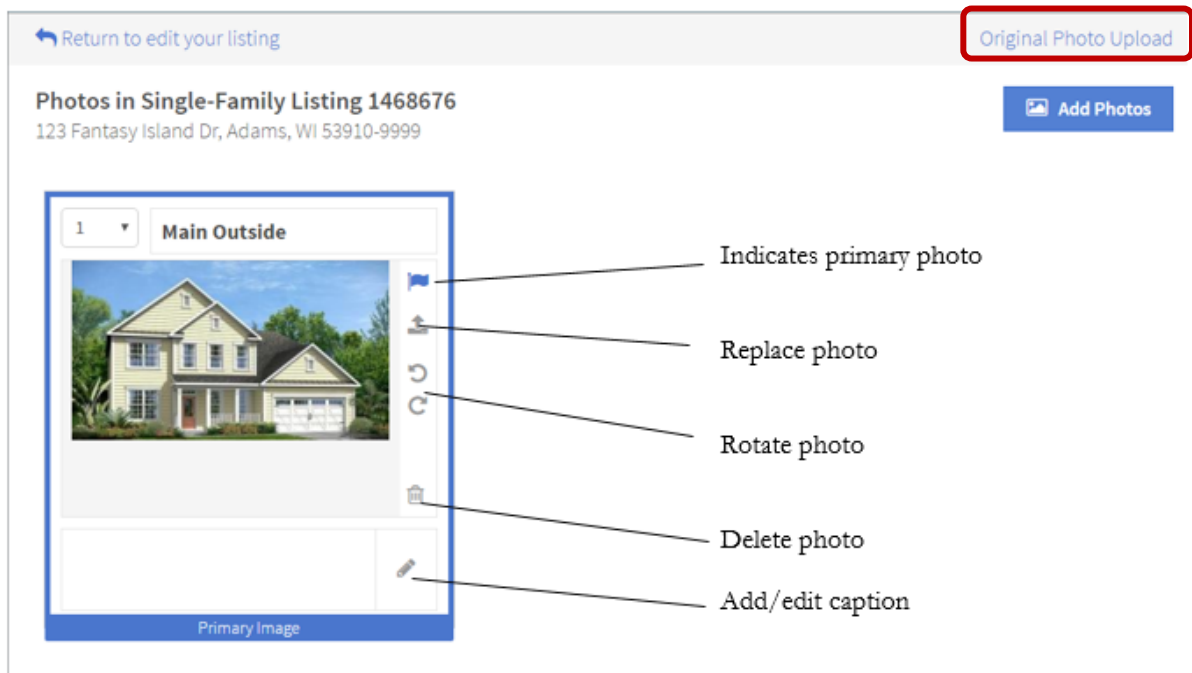 Return to edit your listing
Original Photo Upload
Photos in Single-Family Listing 1468676
123 Fantasy Island Dr, Adams, WI 53910-9999
Add Photos
1
Main Outside
Indicates primary photo
Replace photo
Rotate photo
Delete photo
Add/edit caption
Primary Image